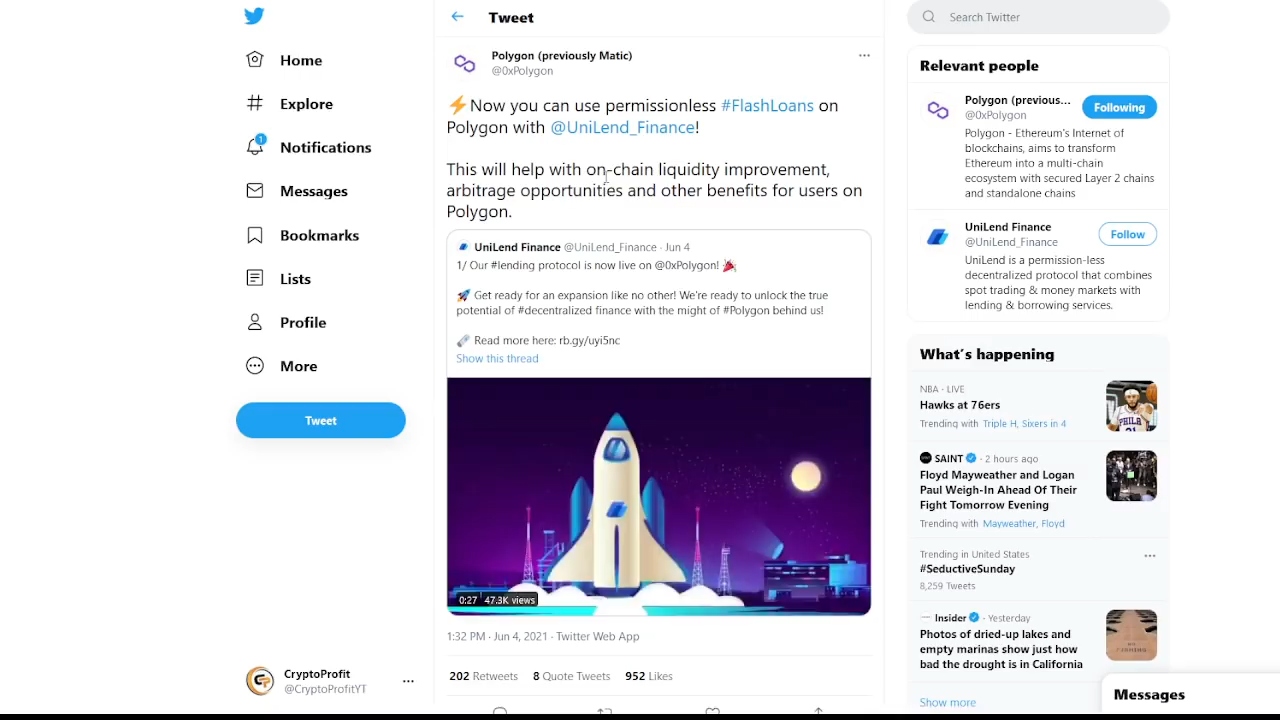 Home
Explore
1
Notifications
Messages
Bookmarks
Lists
Profile
More
Tweet
CryptoProfit
@CryptoProfitYT
Tweet
Polygon (previously Matic)
@0xPolygon
⚡Now you can use permissionless #FlashLoans on
Polygon with @UniLend_Finance!
This will help with on-chain liquidity improvement,
arbitrage opportunities and other benefits for users on
Polygon.
UniLend Finance @UniLend_Finance · Jun 4
1/ Our #lending protocol is now live on @0xPolygon! 🎉
🚀 Get ready for an expansion like no other! We're ready to unlock the true
potential of #decentralized finance with the might of #Polygon behind us!
🗞️ Read more here: rb.gy/uyi5nc
Show this thread
0:27 47.3K views
1:32 PM · Jun 4, 2021 · Twitter Web App
202 Retweets 8 Quote Tweets 952 Likes
Search Twitter
Relevant people
Polygon (previous...
@0xPolygon
Following
Polygon - Ethereum's Internet of
blockchains, aims to transform
Ethereum into a multi-chain
ecosystem with secured Layer 2 chains
and standalone chains
UniLend Finance
@UniLend_Finance
Follow
UniLend is a permission-less
decentralized protocol that combines
spot trading & money markets with
lending & borrowing services.
What's happening
NBA · LIVE
Hawks at 76ers
Trending with Triple H, Sixers in 4
SAINT · 2 hours ago
Floyd Mayweather and Logan
Paul Weigh-In Ahead Of Their
Fight Tomorrow Evening
Trending with Mayweather, Floyd
Trending in United States
#SeductiveSunday
8,259 Tweets
Insider · Yesterday
Photos of dried-up lakes and
empty marinas show just how
bad the drought is in California
Show more
Messages